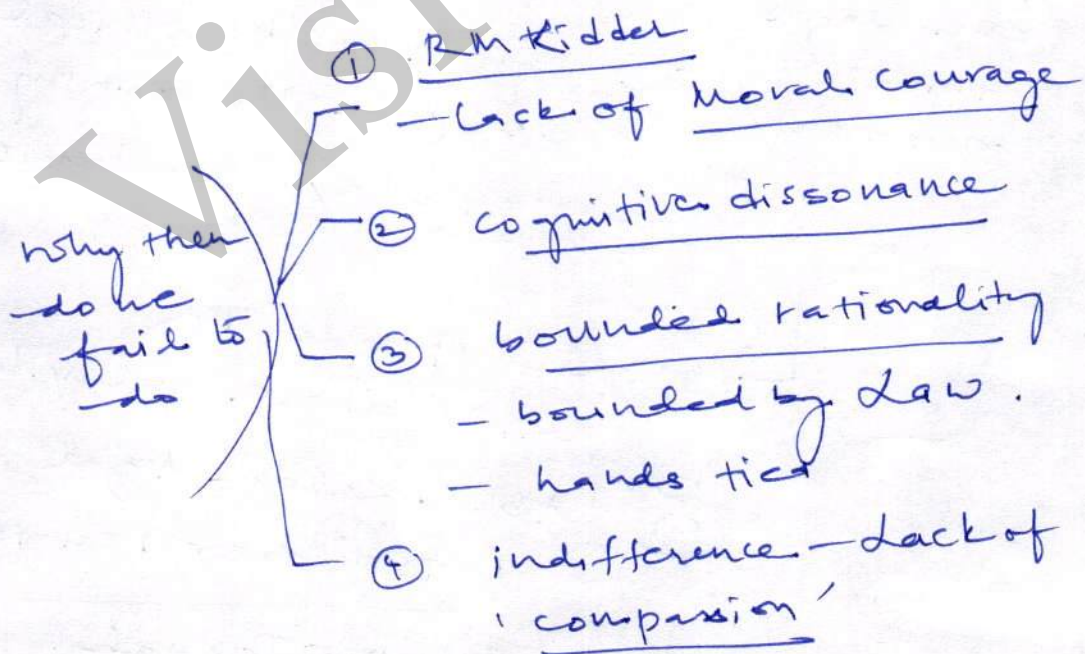 Visi
① RM Kidder
- Lack of Moral Courage
② cognitive dissonance
why then
do we
fail to
do
③ bounded rationality
- bounded by Law.
- hands tied
④ indifference - Lack of
'compassion'